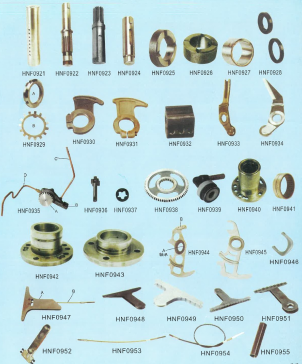 HNF0921 HNF0922 HNF0923 HNF0924 HNF0925 HNF0926 HNF0927 HNF0928
HNF0929 HNF0930 HNF0931 HNF0932 HNF0933 HNF0934
HNF0935 HNF0936 HNF0937 HNF0938 HNF0939 HNF0940 HNF0941
HNF0942 HNF0943 HNF0944 HNF0945 HNF0946
HNF0947 HNF0948 HNF0949 HNF0950 HNF0951
HNF0952 HNF0953 HNF0954 HNF0955